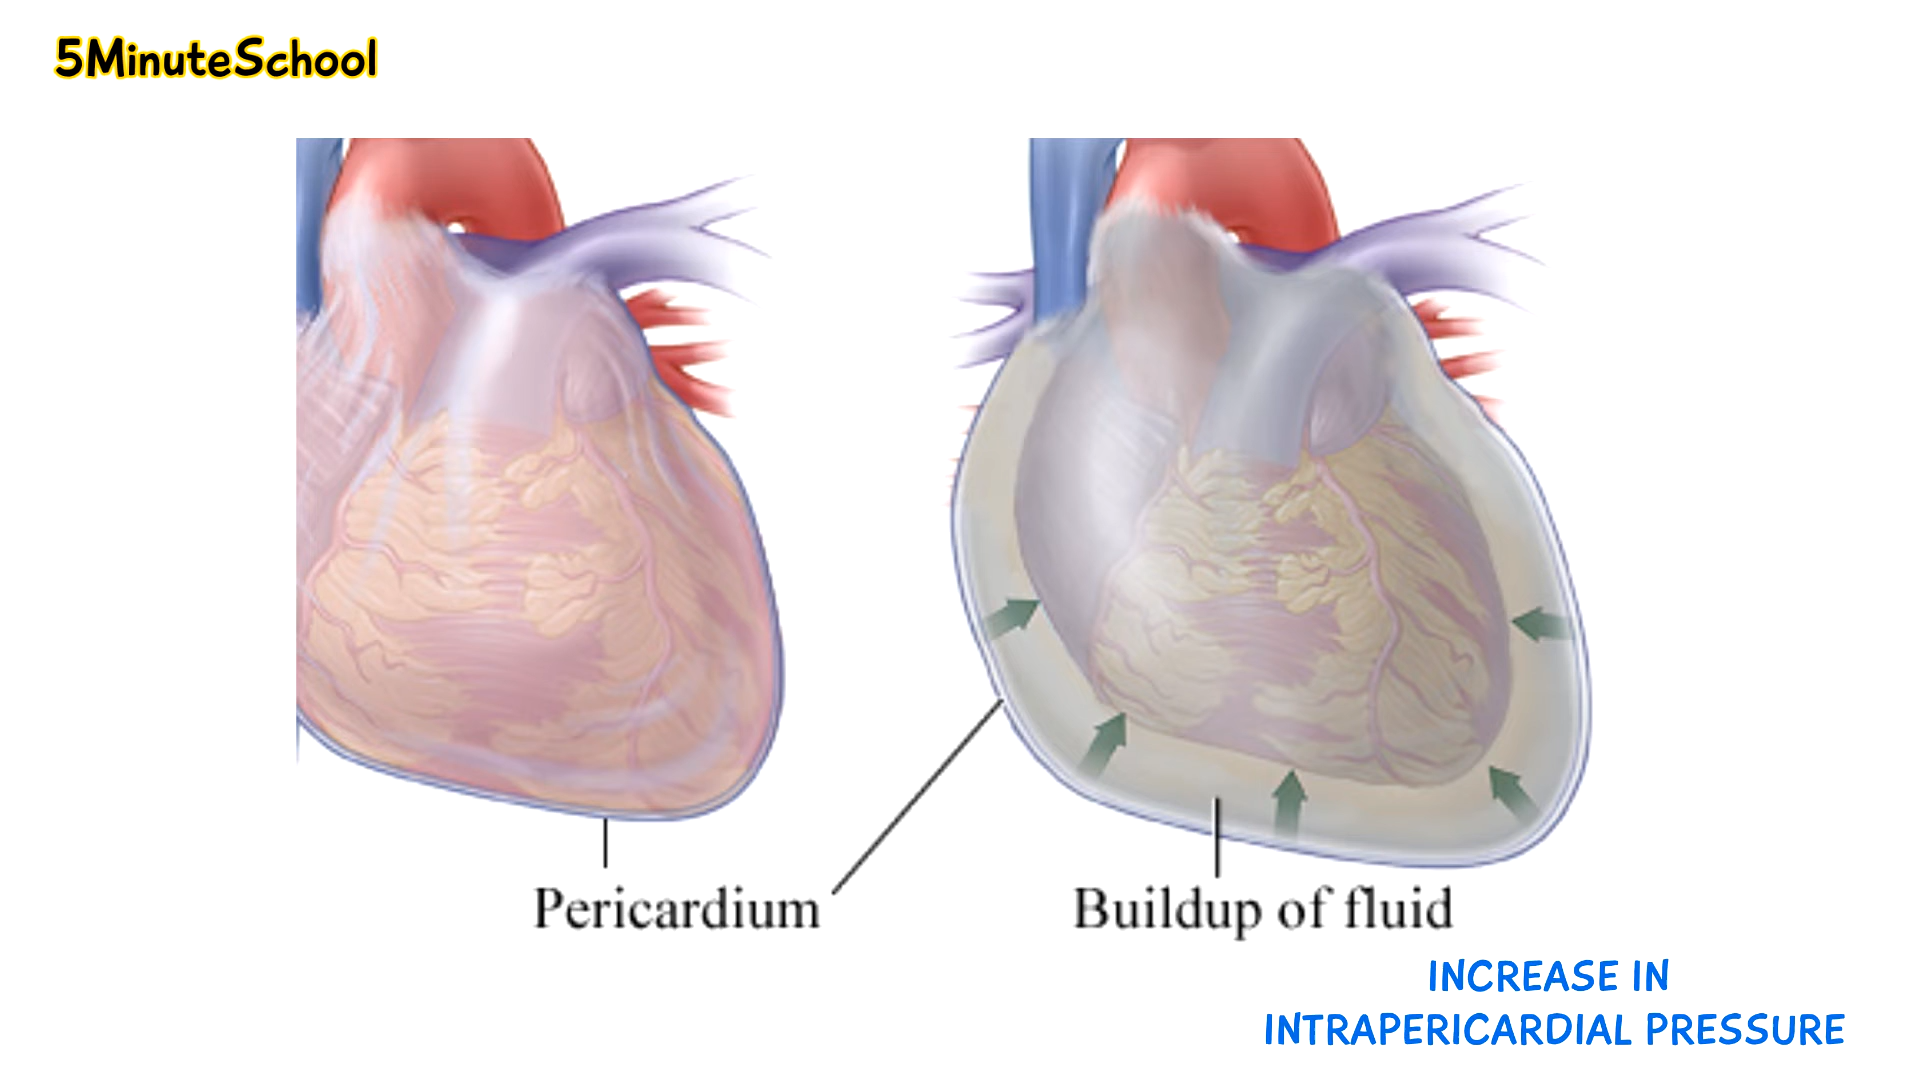 5MinuteSchool
Pericardium
Buildup of fluid
INCREASE IN
INTRAPERICARDIAL PRESSURE